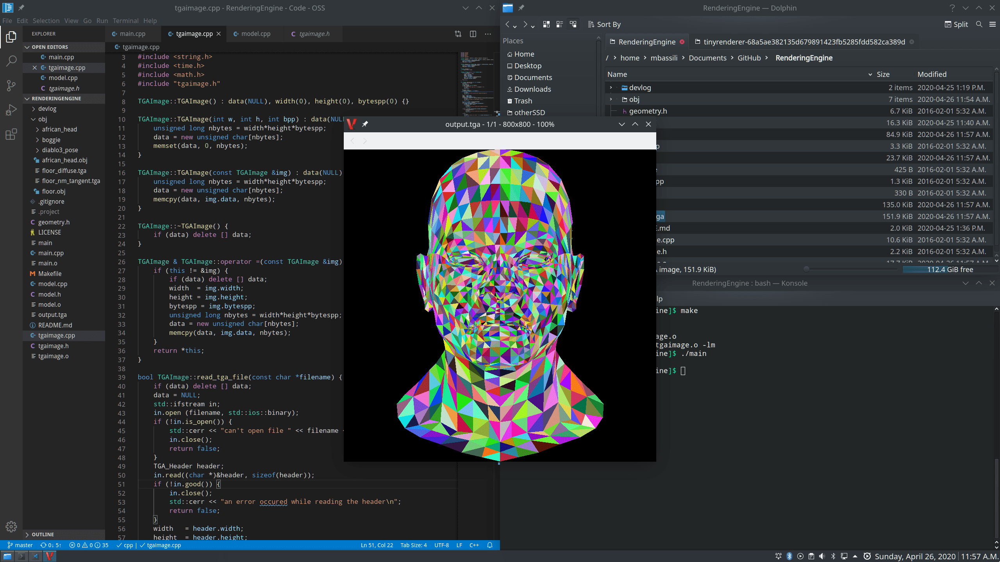 tgaimage.cpp - RenderingEngine - Code - OSS
File Edit Selection View Go Run Terminal Help
EXPLORER
OPEN EDITORS
main.cpp
tgaimage.cpp
model.cpp
tgaimage.h
RENDERINGENGINE
devlog
obj
african_head
boggie
diablo3_pose
african_head.obj
floor_diffuse.tga
floor_nm_tangent.tga
floor.obj
.gitignore
.project
geometry.h
LICENSE
main
main.cpp
main.o
Makefile
model.cpp
model.h
model.o
output.tga
README.md
tgaimage.cpp
tgaimage.h
tgaimage.o
OUTLINE
main.cpp tgaimage.cpp model.cpp tgaimage.h
tgaimage.cpp
3 #include <string.h>
4 #include <time.h>
5 #include <math.h>
6 #include "tgaimage.h"
7
8 TGAImage::TGAImage() : data(NULL), width(0), height(0), bytespp(0) {}
9
10 TGAImage::TGAImage(int w, int h, int bpp) : data(NUL
11 unsigned long nbytes = width*height*bytespp;
12 data = new unsigned char[nbytes];
13 memset(data, 0, nbytes);
14 }
15
16 TGAImage::TGAImage(const TGAImage &img) : data(NULL)
17 unsigned long nbytes = width*height*bytespp;
18 data = new unsigned char[nbytes];
19 memcpy(data, img.data, nbytes);
20 }
21
22 TGAImage::~TGAImage() {
23 if (data) delete [] data;
24 }
25
26 TGAImage & TGAImage::operator =(const TGAImage &img)
27 if (this != &img) {
28 if (data) delete [] data;
29 width  = img.width;
30 height = img.height;
31 bytespp = img.bytespp;
32 unsigned long nbytes = width*height*bytespp;
33 data = new unsigned char[nbytes];
34 memcpy(data, img.data, nbytes);
35 }
36 return *this;
37 }
38
39 bool TGAImage::read_tga_file(const char *filename) {
40 if (data) delete [] data;
41 data = NULL;
42 std::ifstream in;
43 in.open (filename, std::ios::binary);
44 if (!in.is_open()) {
45 std::cerr << "can't open file " << filename
46 in.close();
47 return false;
48 }
49 TGA_Header header;
50 in.read((char *)&header, sizeof(header));
51 if (!in.good()) {
52 in.close();
53 std::cerr << "an error occured while reading the header\n";
54 return false;
55 }
56 width   = header.width;
57 height  = header.height;
master 0↓ 5↑ 0 0 35 cpp | tgaimage.cpp Ln 51, Col 22 Tab Size: 4 UTF-8 LF C++
output.tga - 1/1 - 800x800 - 100%
RenderingEngine — Dolphin
Sort By Split
Places
Home
Desktop
Documents
Downloads
Trash
otherSSD
RenderingEngine tinyrenderer-68a5ae382135d679891423fb5285fdd582ca389d
/ > home > mbassili > Documents > GitHub > RenderingEngine
Name Size Modified
devlog 2 items 2020-04-25 1:19 P.M.
obj 7 items 2020-04-26 11:54 A.M.
geometry.h 6.7 KiB 2016-02-01 5:32 A.M.
16.3 KiB 2020-04-25 11:40 A.M.
84.9 KiB 2020-04-26 11:57 A.M.
p 3.3 KiB 2016-02-01 5:32 A.M.
23.7 KiB 2020-04-26 11:57 A.M.
e 425 B 2016-02-01 5:32 A.M.
pp 1.3 KiB 2016-02-01 5:32 A.M.
330 B 2016-02-01 5:32 A.M.
135.0 KiB 2020-04-26 11:57 A.M.
ga 151.9 KiB 2020-04-26 11:57 A.M.
E.md 2.0 KiB 2020-04-25 1:36 P.M.
e.cpp 10.6 KiB 2016-02-01 5:32 A.M.
e.h 2.2 KiB 2016-02-01 5:32 A.M.
image, 151.9 KiB) 112.4 GiB free
RenderingEngine : bash — Konsole
lp
ine]$ make
age.o
tgaimage.o -lm
ine]$ ./main
ine]$
Sunday, April 26, 2020 11:57 A.M.